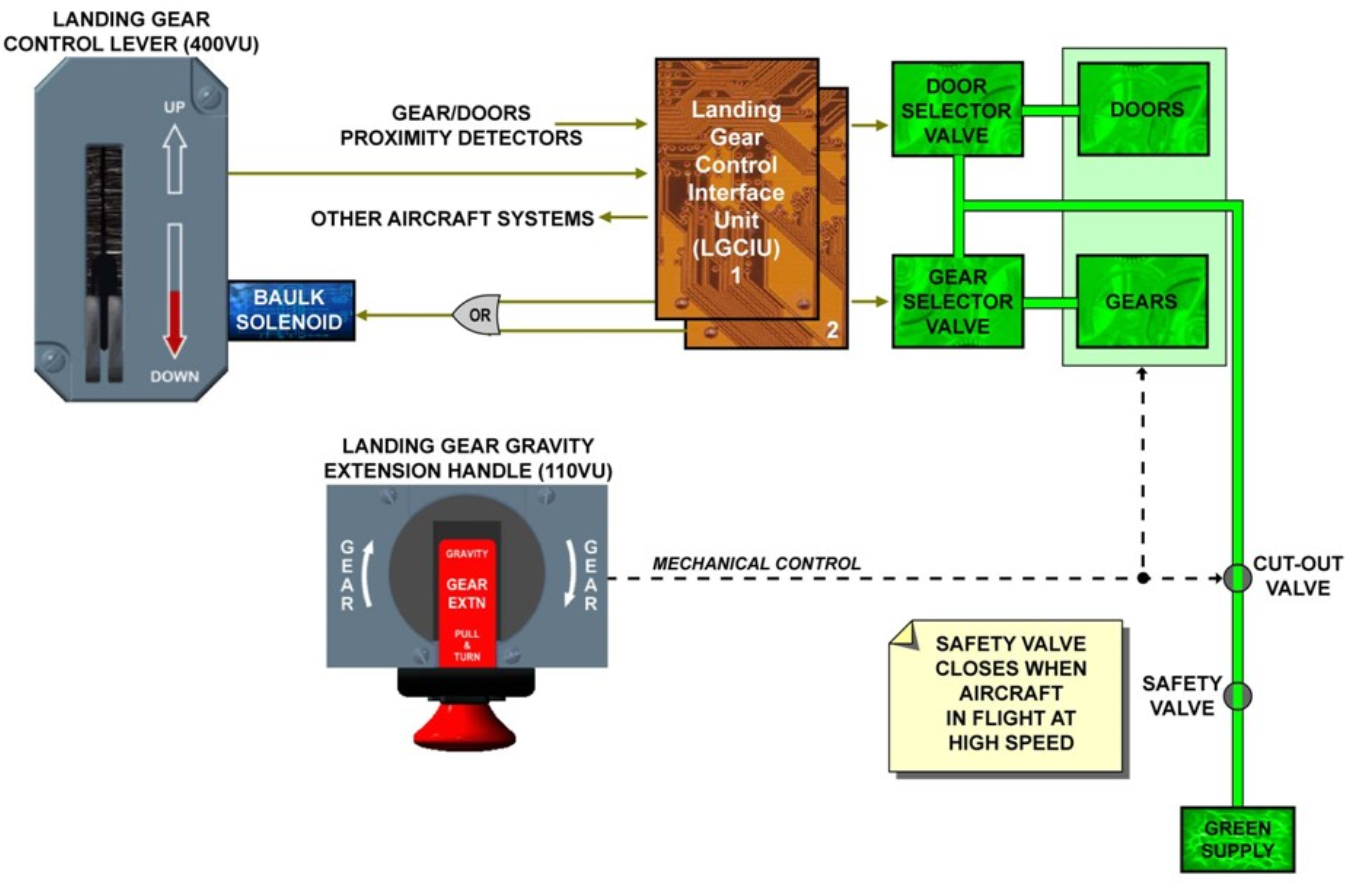 LANDING GEAR
CONTROL LEVER (400VU)
UP
DOWN
GEAR/DOORS
PROXIMITY DETECTORS
OTHER AIRCRAFT SYSTEMS
BAULK
SOLENOID
OR
Landing
Gear
Control
Interface
Unit
(LGCIU)
1
2
DOOR
SELECTOR
VALVE
DOORS
GEAR
SELECTOR
VALVE
GEARS
LANDING GEAR GRAVITY
EXTENSION HANDLE (110VU)
GEAR
GRAVITY
GEAR
EXTN
PULL
&
TURN
GEAR
MECHANICAL CONTROL
CUT-OUT
VALVE
SAFETY VALVE
CLOSES WHEN
AIRCRAFT
IN FLIGHT AT
HIGH SPEED
SAFETY
VALVE
GREEN
SUPPLY